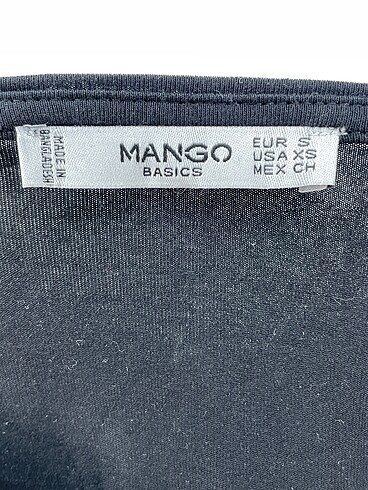 MADE IN
BANGLADESH
MANGO
BASICS
EUR S
USA XS
MEX CH